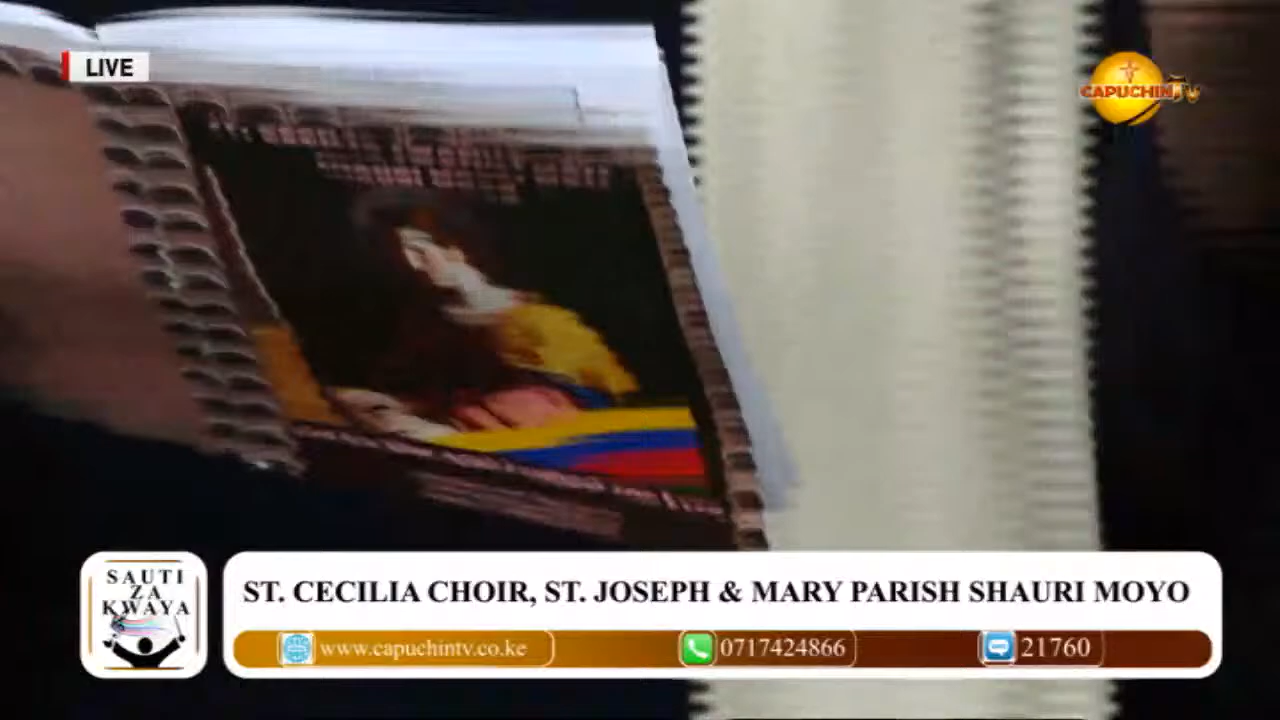 LIVE
CAPUCHIN TV
SAUTI
ZA
KWAYA
ST. CECILIA CHOIR, ST. JOSEPH & MARY PARISH SHAURI MOYO
www.capuchintv.co.ke
0717424866
21760